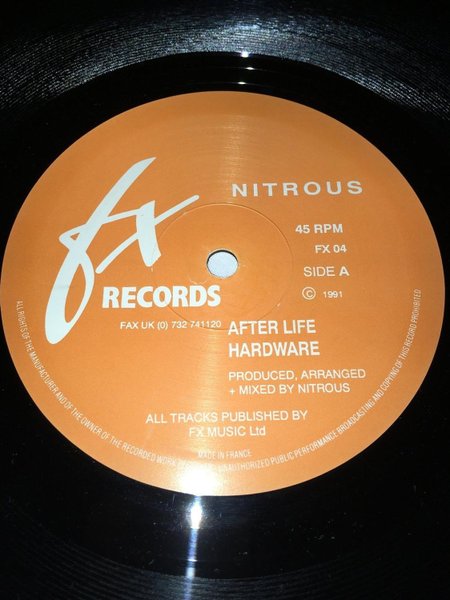 NITROUS
45 RPM
FX 04
SIDE A
© 1991
fx
RECORDS
FAX UK (0) 732 741120
AFTER LIFE
HARDWARE
PRODUCED, ARRANGED
+ MIXED BY NITROUS
ALL TRACKS PUBLISHED BY
FX MUSIC Ltd
MADE IN FRANCE
ALL RIGHTS OF THE MANUFACTURER AND OF THE OWNER OF THE RECORDED WORK UNAUTHORIZED PUBLIC PERFORMANCE BROADCASTING AND COPYING OF THIS RECORD PROHIBITED